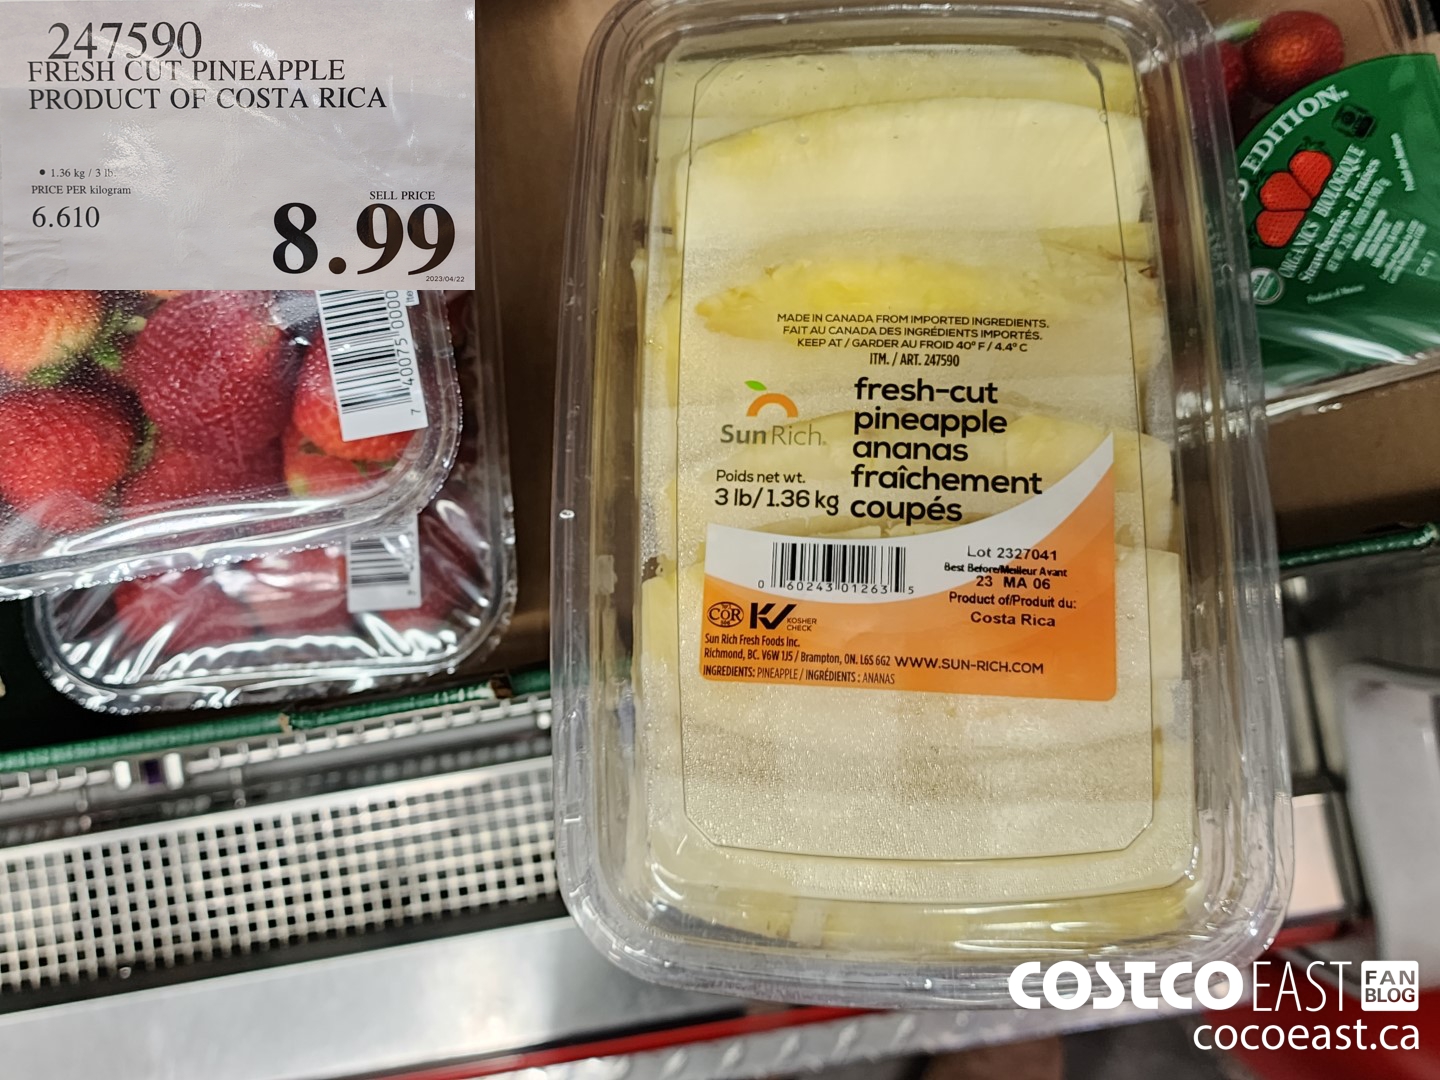 247590
FRESH CUT PINEAPPLE
PRODUCT OF COSTA RICA
• 1.36 kg / 3 lb.
PRICE PER kilogram
6.610
SELL PRICE
8.99
2023/04/22
7 40075 0000
MADE IN CANADA FROM IMPORTED INGREDIENTS.
FAIT AU CANADA DES INGRÉDIENTS IMPORTÉS.
KEEP AT / GARDER AU FROID 40° F / 4.4° C
ITM. / ART. 247590
fresh-cut
pineapple
ananas
fraîchement
coupés
SunRich
Poids net wt.
3 lb/1.36 kg
0 60243 01263 5
Lot 2327041
Best Before/Meilleur Avant
23 MA 06
Product of/Produit du:
Costa Rica
COR
KV KOSHER
CHECK
Sun Rich Fresh Foods Inc.
Richmond, BC. V6W 1J5 / Brampton, ON. L6S 6G2 WWW.SUN-RICH.COM
INGREDIENTS: PINEAPPLE / INGRÉDIENTS : ANANAS
EDITION
ORGANIC BIOLOGIQUE
Strawberries - Fraises
COSTCO EAST FAN
BLOG
cocoeast.ca